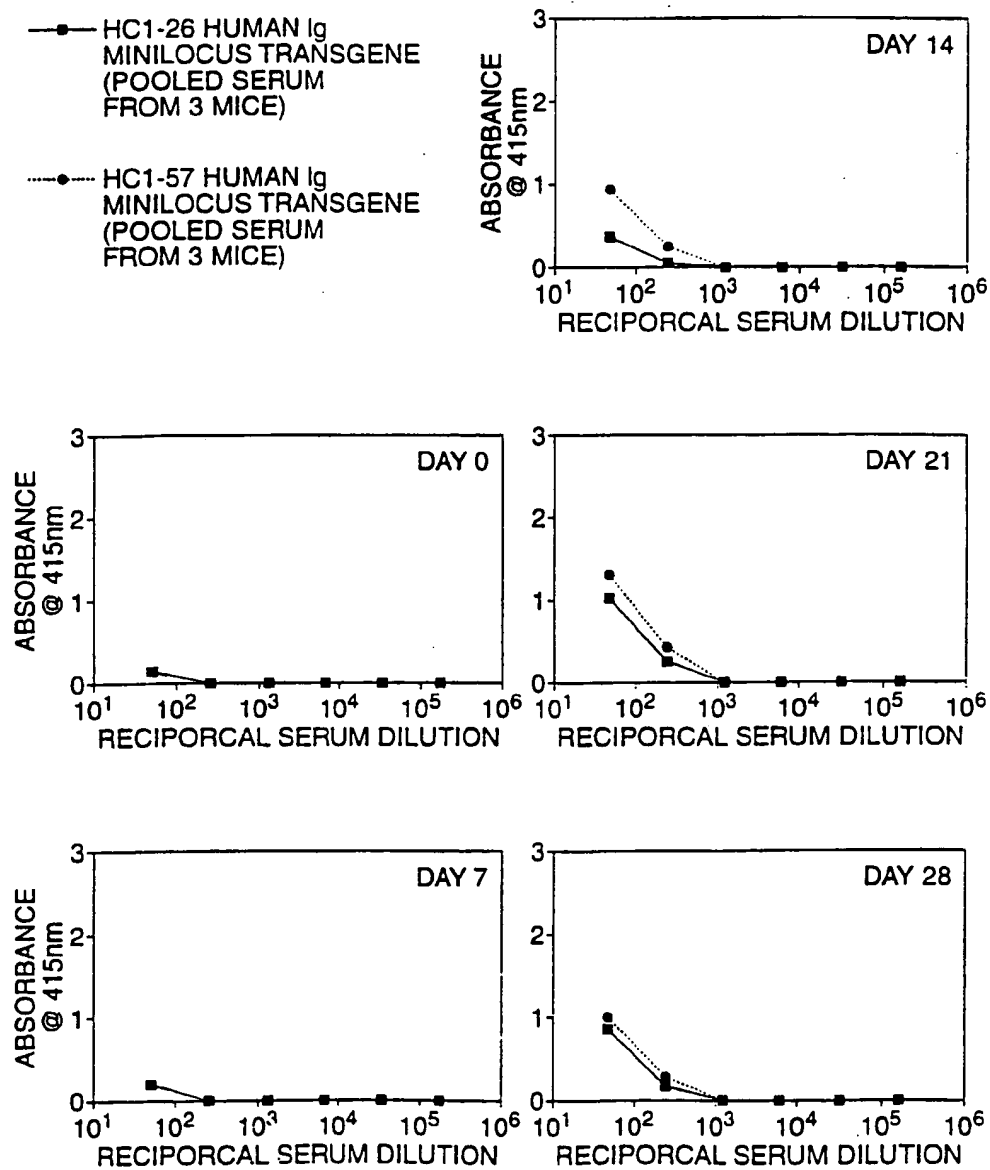 HC1-26 HUMAN Ig
MINILOCUS TRANSGENE
(POOLED SERUM
FROM 3 MICE)
HC1-57 HUMAN Ig
MINILOCUS TRANSGENE
(POOLED SERUM
FROM 3 MICE)
DAY 14
ABSORBANCE
@ 415nm
3
2
1
0
10¹ 10² 10³ 10⁴ 10⁵ 10⁶
RECIPORCAL SERUM DILUTION
DAY 0
ABSORBANCE
@ 415nm
3
2
1
0
10¹ 10² 10³ 10⁴ 10⁵ 10⁶
RECIPORCAL SERUM DILUTION
DAY 21
3
2
1
0
10¹ 10² 10³ 10⁴ 10⁵ 10⁶
RECIPORCAL SERUM DILUTION
DAY 7
ABSORBANCE
@ 415nm
3
2
1
0
10¹ 10² 10³ 10⁴ 10⁵ 10⁶
RECIPORCAL SERUM DILUTION
DAY 28
3
2
1
0
10¹ 10² 10³ 10⁴ 10⁵ 10⁶
RECIPORCAL SERUM DILUTION